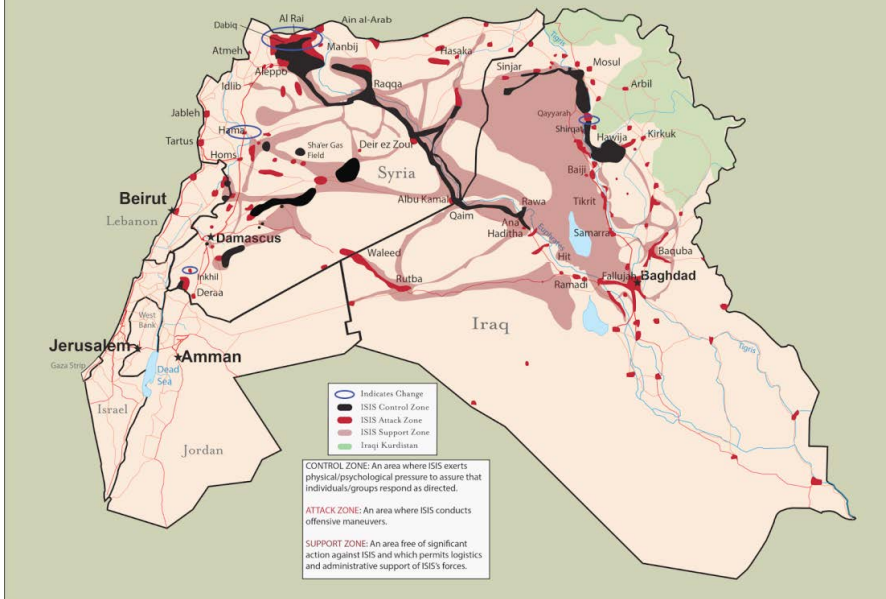 Al Rai
Ain al-Arab
Dabiq
Atmeh
Manbij
Hasaka
Tigris
Mosul
Sinjar
Aleppo
Idlib
Raqqa
Arbil
Jableh
Qayyarah
Hama
Shirqat
Hawija
Kirkuk
Tartus
Sha'er Gas
Field
Deir ez Zour
Homs
Syria
Baiji
Beirut
Lebanon
Albu Kamal
Qaim
Rawa
Tikrit
Ana
Haditha
Euphrates
Samarra
Damascus
Waleed
Hit
Baquba
Inkhil
Rutba
Ramadi
Fallujah
Baghdad
Deraa
West
Bank
Iraq
Jerusalem
Amman
Tigris
Gaza Strip
Dead
Sea
Israel
Jordan
Indicates Change
ISIS Control Zone
ISIS Attack Zone
ISIS Support Zone
Iraqi Kurdistan
CONTROL ZONE: An area where ISIS exerts
physical/psychological pressure to assure that
individuals/groups respond as directed.
ATTACK ZONE: An area where ISIS conducts
offensive maneuvers.
SUPPORT ZONE: An area free of significant
action against ISIS and which permits logistics
and administrative support of ISIS's forces.